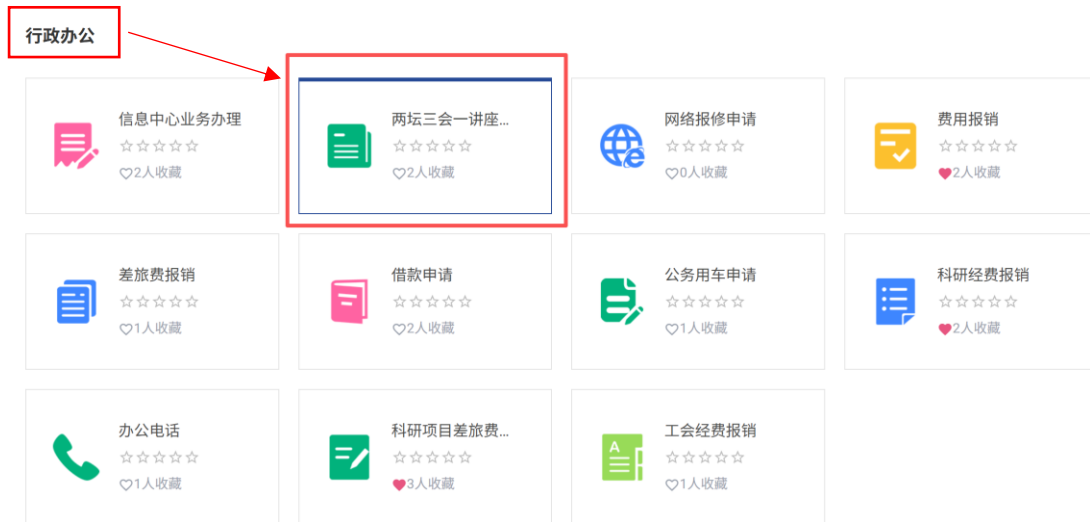 行政办公
信息中心业务办理
2人收藏
两坛三会一讲座...
2人收藏
网络报修申请
0人收藏
费用报销
2人收藏
差旅费报销
1人收藏
借款申请
2人收藏
公务用车申请
1人收藏
科研经费报销
2人收藏
办公电话
1人收藏
科研项目差旅费...
3人收藏
A
工会经费报销
1人收藏